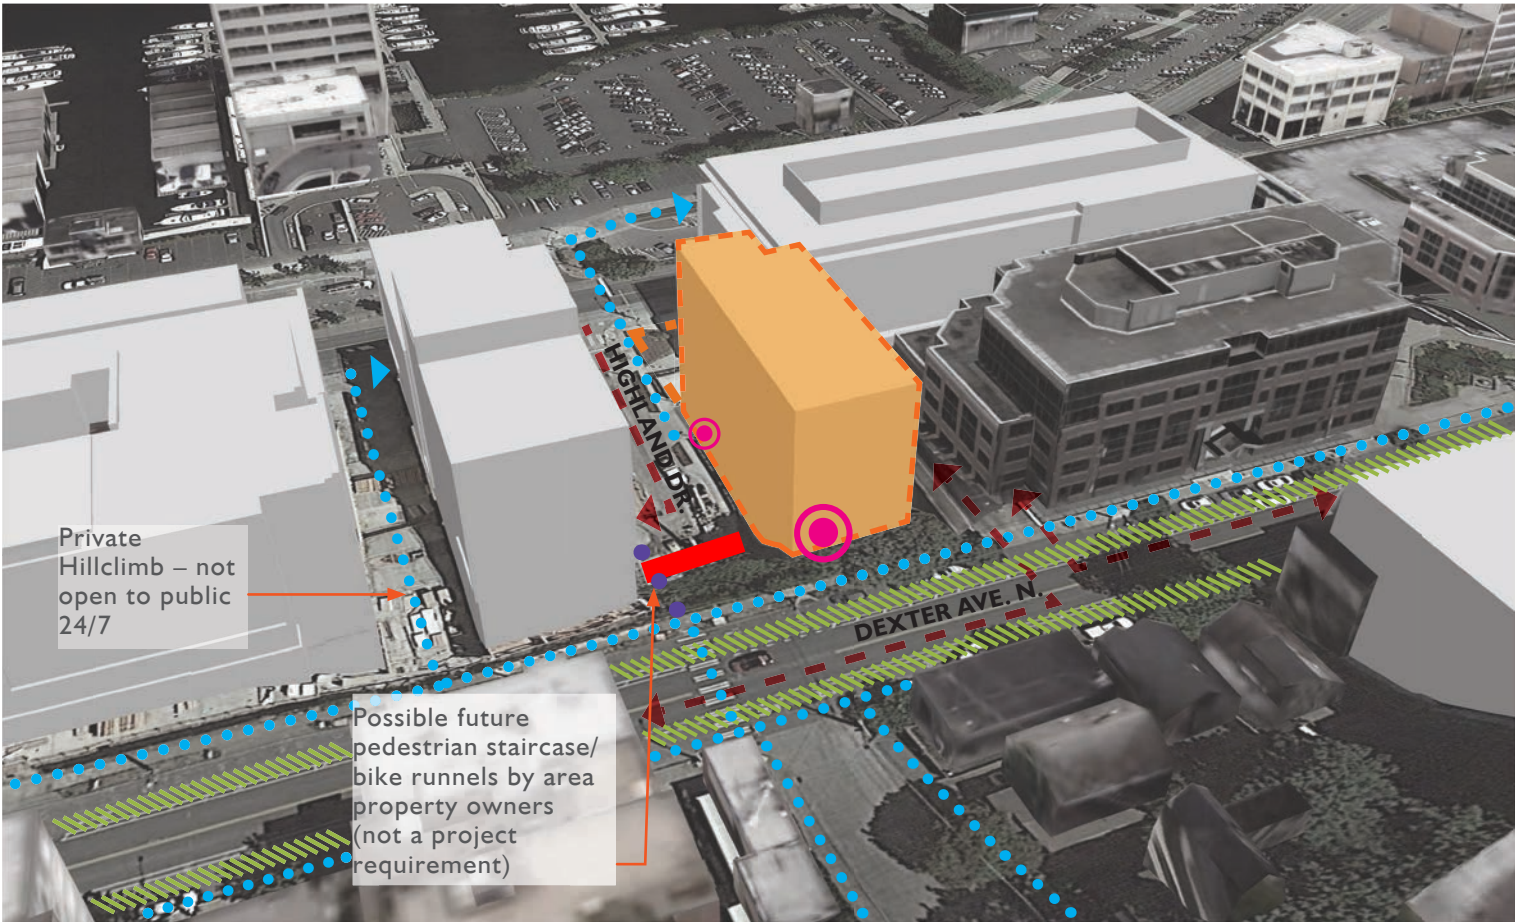 HIGHLAND DR.
Private
Hillclimb – not
open to public
24/7
DEXTER AVE. N.
Possible future
pedestrian staircase/
bike runnels by area
property owners
(not a project
requirement)